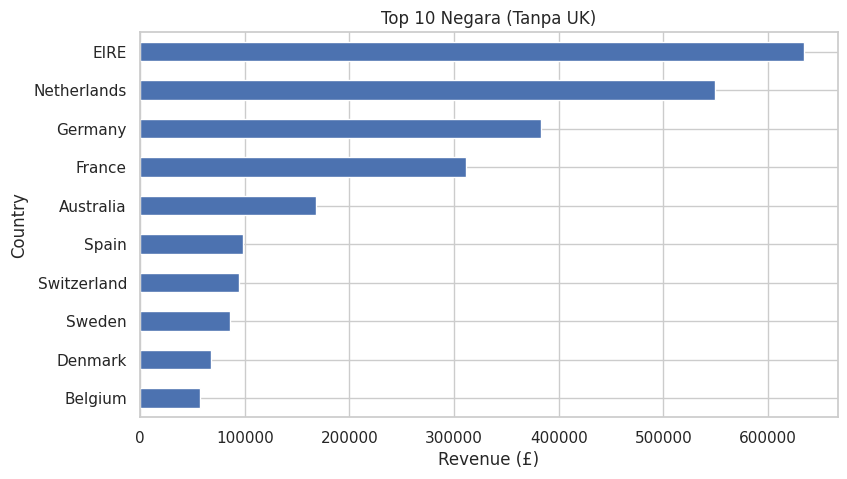 Top 10 Negara (Tanpa UK)
EIRE
Netherlands
Germany
France
Australia
Spain
Switzerland
Sweden
Denmark
Belgium
Country
0 100000 200000 300000 400000 500000 600000
Revenue (£)